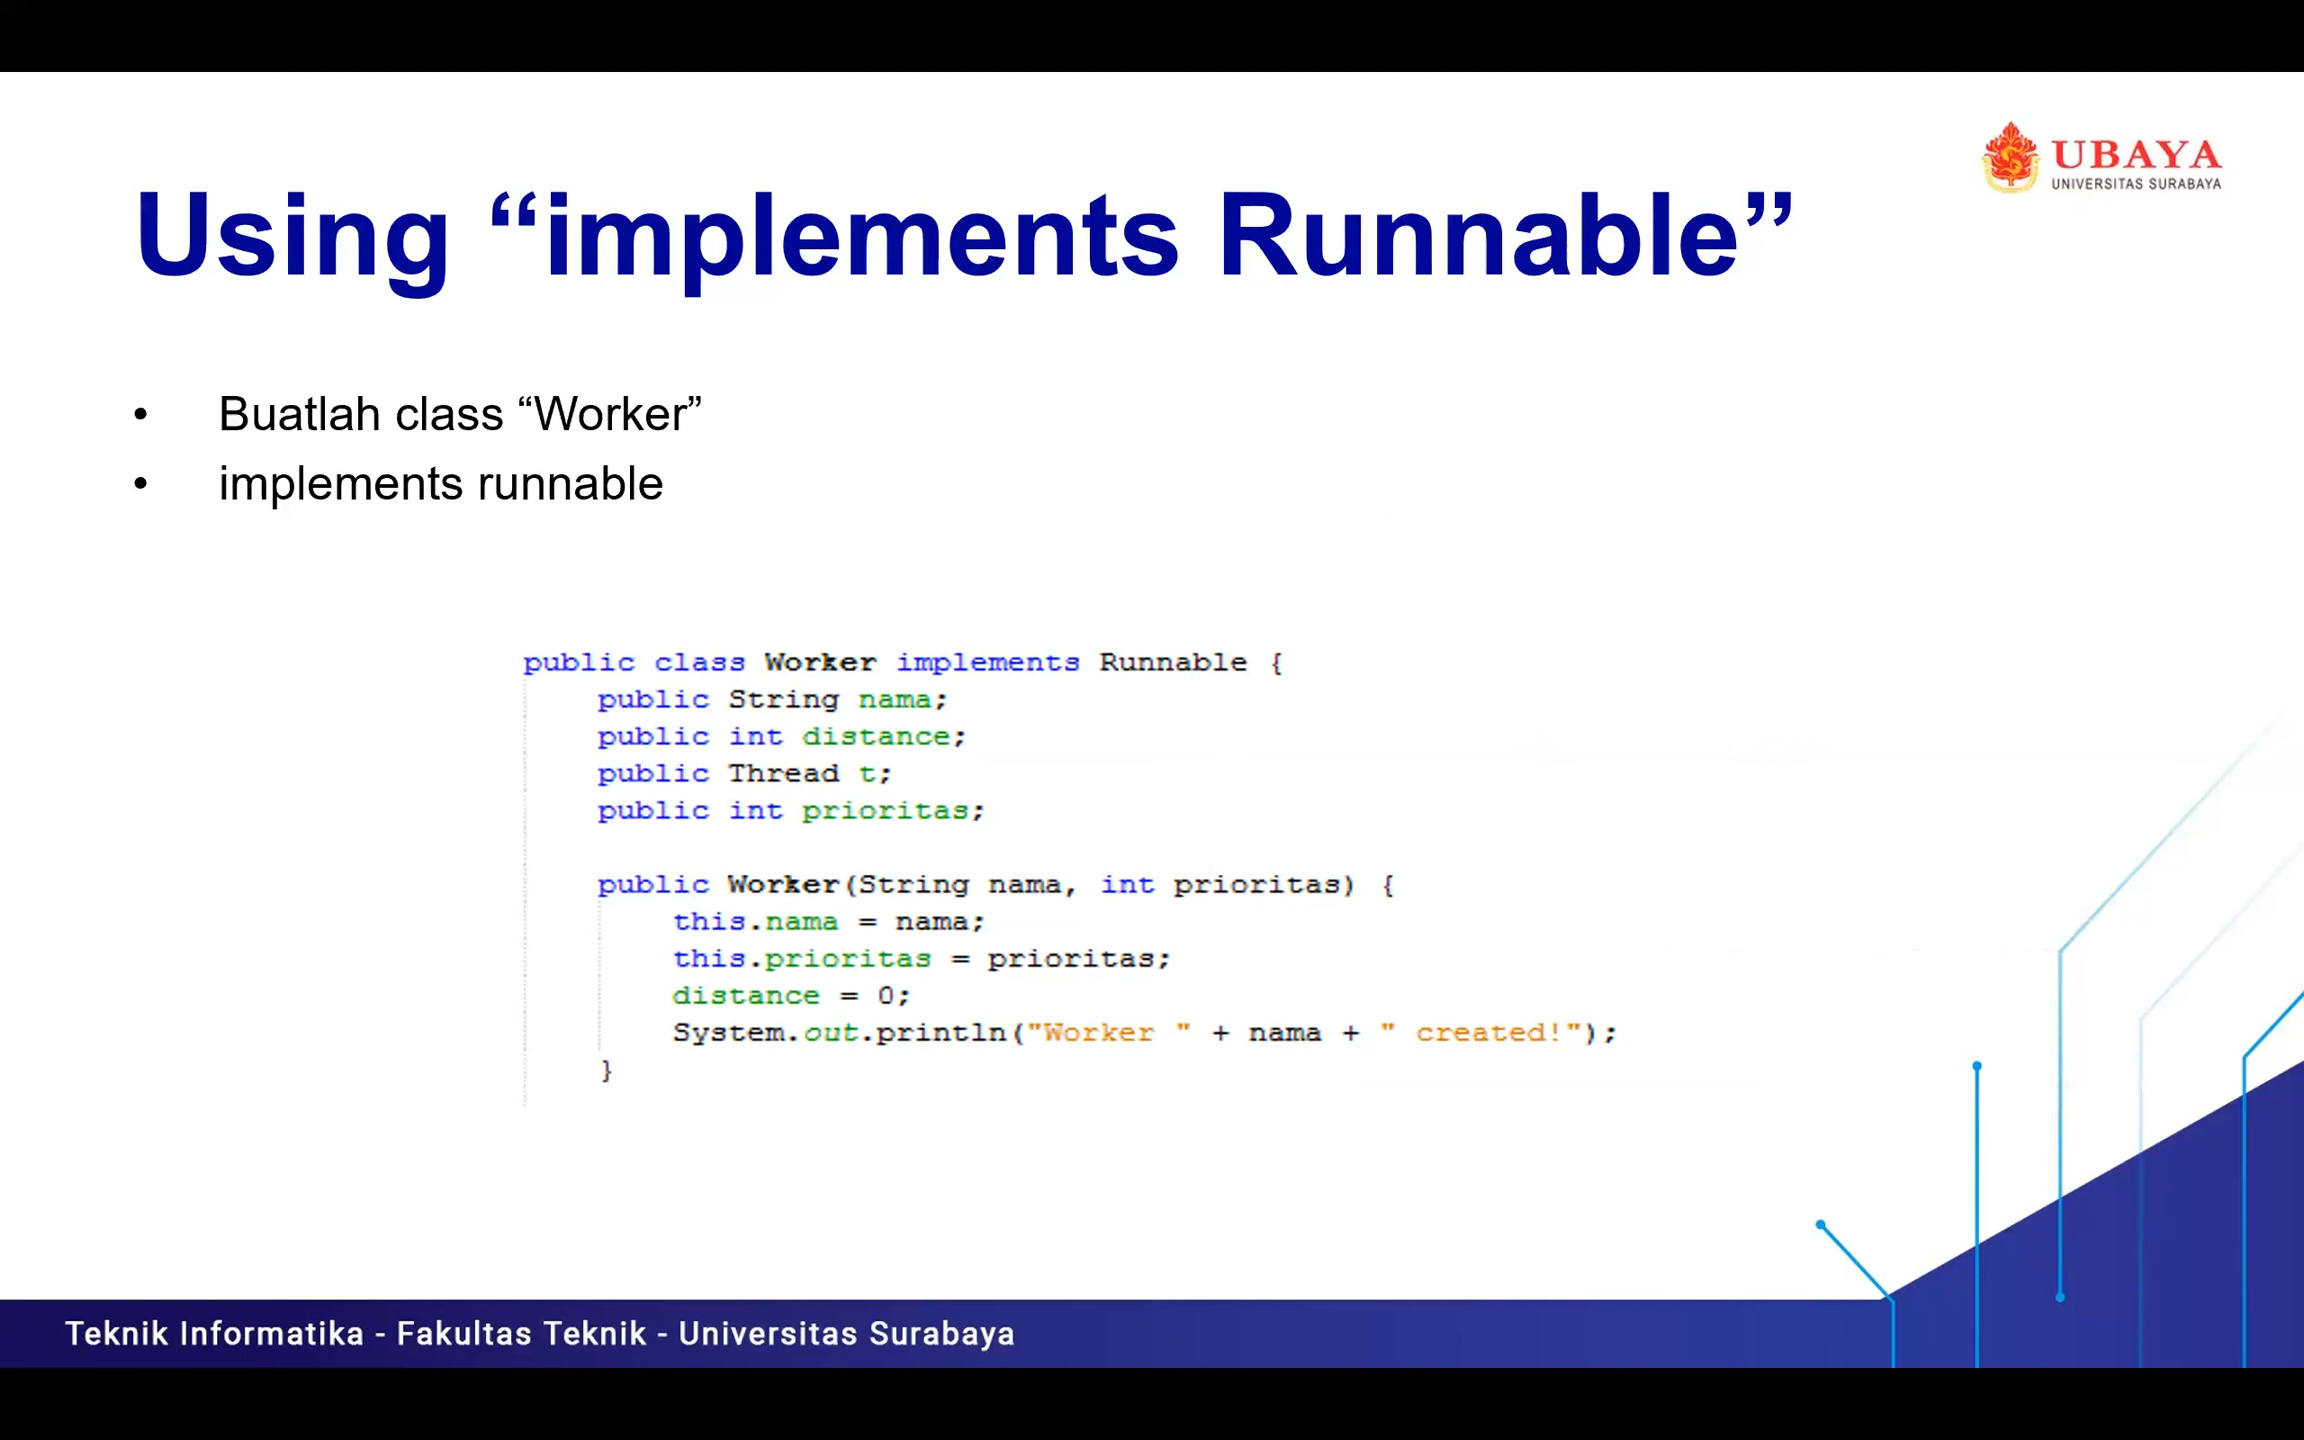 UBAYA
UNIVERSITAS SURABAYA
Using “implements Runnable”
• Buatlah class “Worker”
• implements runnable
public class Worker implements Runnable {
public String nama;
public int distance;
public Thread t;
public int prioritas;
public Worker(String nama, int prioritas) {
this.nama = nama;
this.prioritas = prioritas;
distance = 0;
System.out.println("Worker " + nama + " created!");
}
Teknik Informatika - Fakultas Teknik - Universitas Surabaya